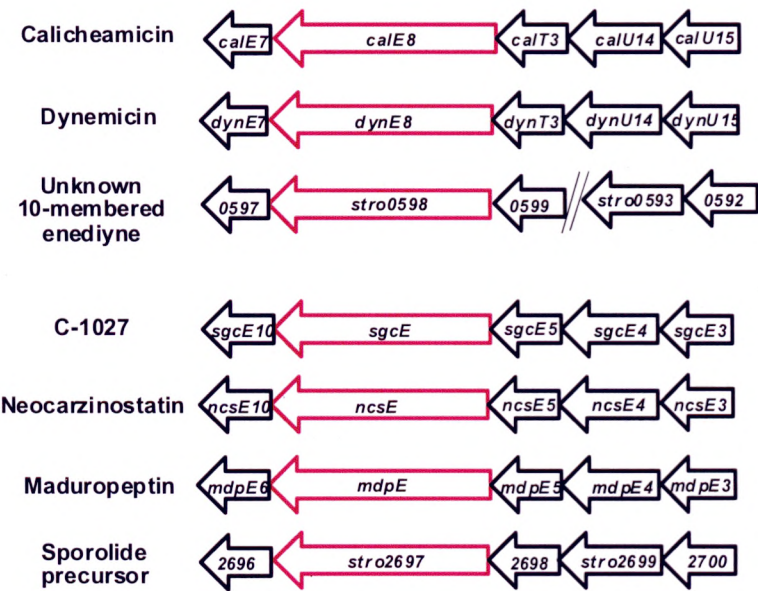 Calicheamicin calE7 calE8 calT3 calU14 calU15
Dynemicin dynE7 dynE8 dynT3 dynU14 dynU15
Unknown
10-membered
enediyne
0597 stro0598 0599 // stro0593 0592
C-1027 sgcE10 sgcE sgcE5 sgcE4 sgcE3
Neocarzinostatin ncsE10 ncsE ncsE5 ncsE4 ncsE3
Maduropeptin mdpE6 mdpE mdpE5 mdpE4 mdpE3
Sporolide
precursor
2696 stro2697 2698 stro2699 2700